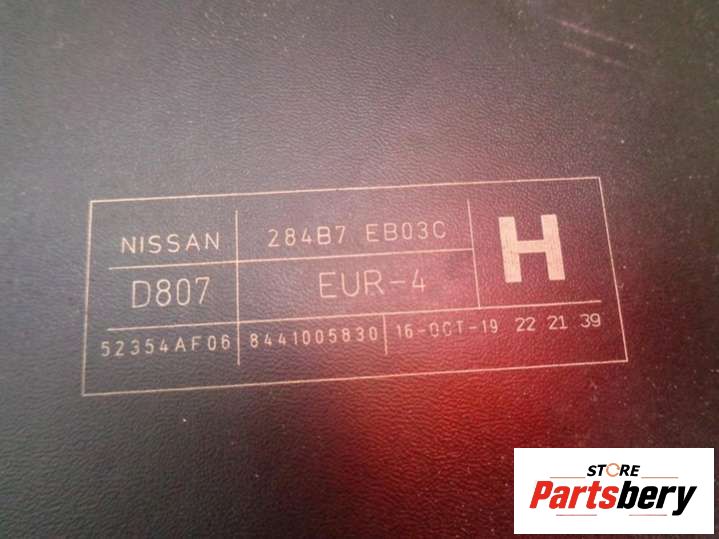 NISSAN 284B7 EB03C H
D807 EUR-4
52354AF06 8441005830 16-OCT-19 22 21 39
STORE
Partsbery